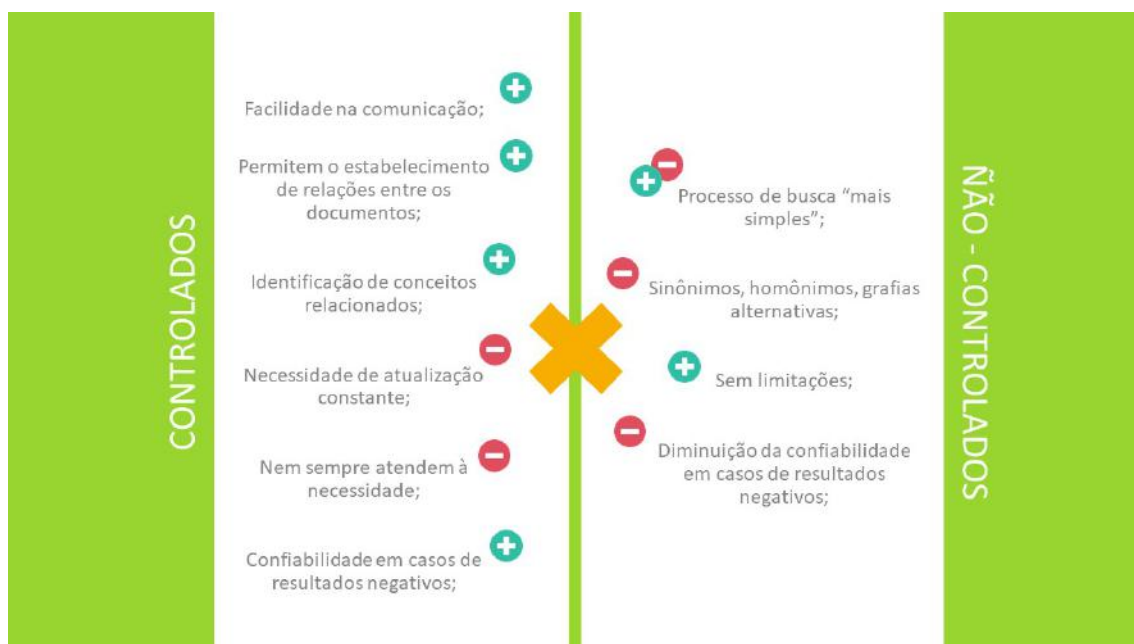 CONTROLADOS
Facilidade na comunicação;
Permitem o estabelecimento
de relações entre os
documentos;
Identificação de conceitos
relacionados;
Necessidade de atualização
constante;
Nem sempre atendem à
necessidade;
Confiabilidade em casos de
resultados negativos;
Processo de busca “mais
simples”;
Sinônimos, homônimos, grafias
alternativas;
Sem limitações;
Diminuição da confiabilidade
em casos de resultados
negativos;
ÑÃO - CONTROLADOS